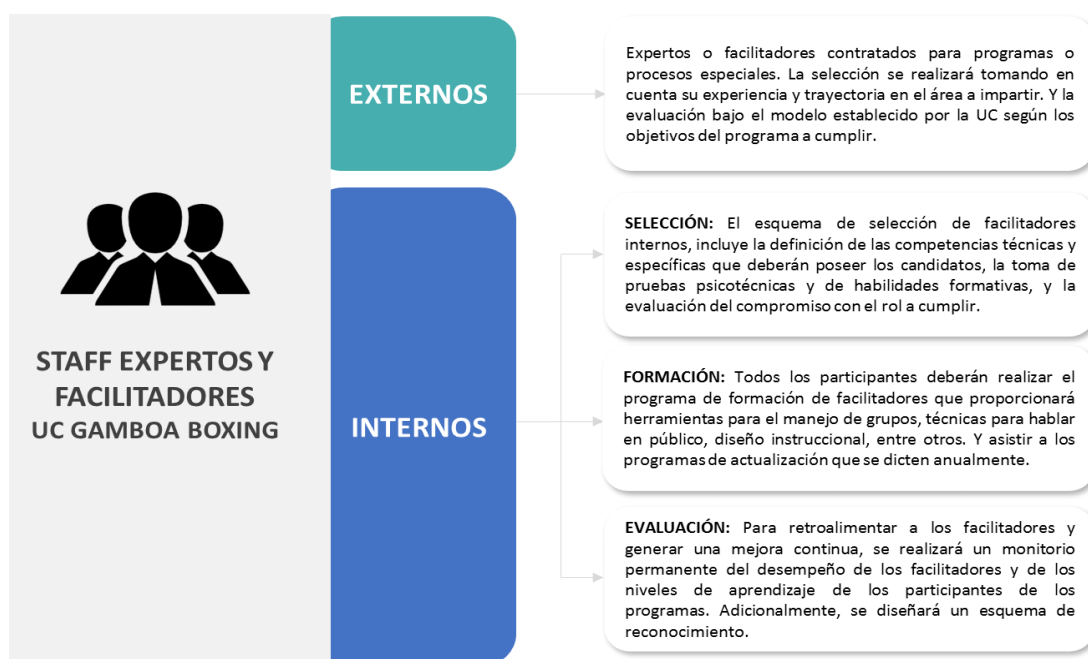 STAFF EXPERTOS Y
FACILITADORES
UC GAMBOA BOXING
EXTERNOS
Expertos o facilitadores contratados para programas o
procesos especiales. La selección se realizará tomando en
cuenta su experiencia y trayectoria en el área a impartir. Y la
evaluación bajo el modelo establecido por la UC según los
objetivos del programa a cumplir.
INTERNOS
SELECCIÓN: El esquema de selección de facilitadores
internos, incluye la definición de las competencias técnicas y
específicas que deberán poseer los candidatos, la toma de
pruebas psicotécnicas y de habilidades formativas, y la
evaluación del compromiso con el rol a cumplir.
FORMACIÓN: Todos los participantes deberán realizar el
programa de formación de facilitadores que proporcionará
herramientas para el manejo de grupos, técnicas para hablar
en público, diseño instruccional, entre otros. Y asistir a los
programas de actualización que se dicten anualmente.
EVALUACIÓN: Para retroalimentar a los facilitadores y
generar una mejora continua, se realizará un monitorio
permanente del desempeño de los facilitadores y de los
niveles de aprendizaje de los participantes de los
programas. Adicionalmente, se diseñará un esquema de
reconocimiento.